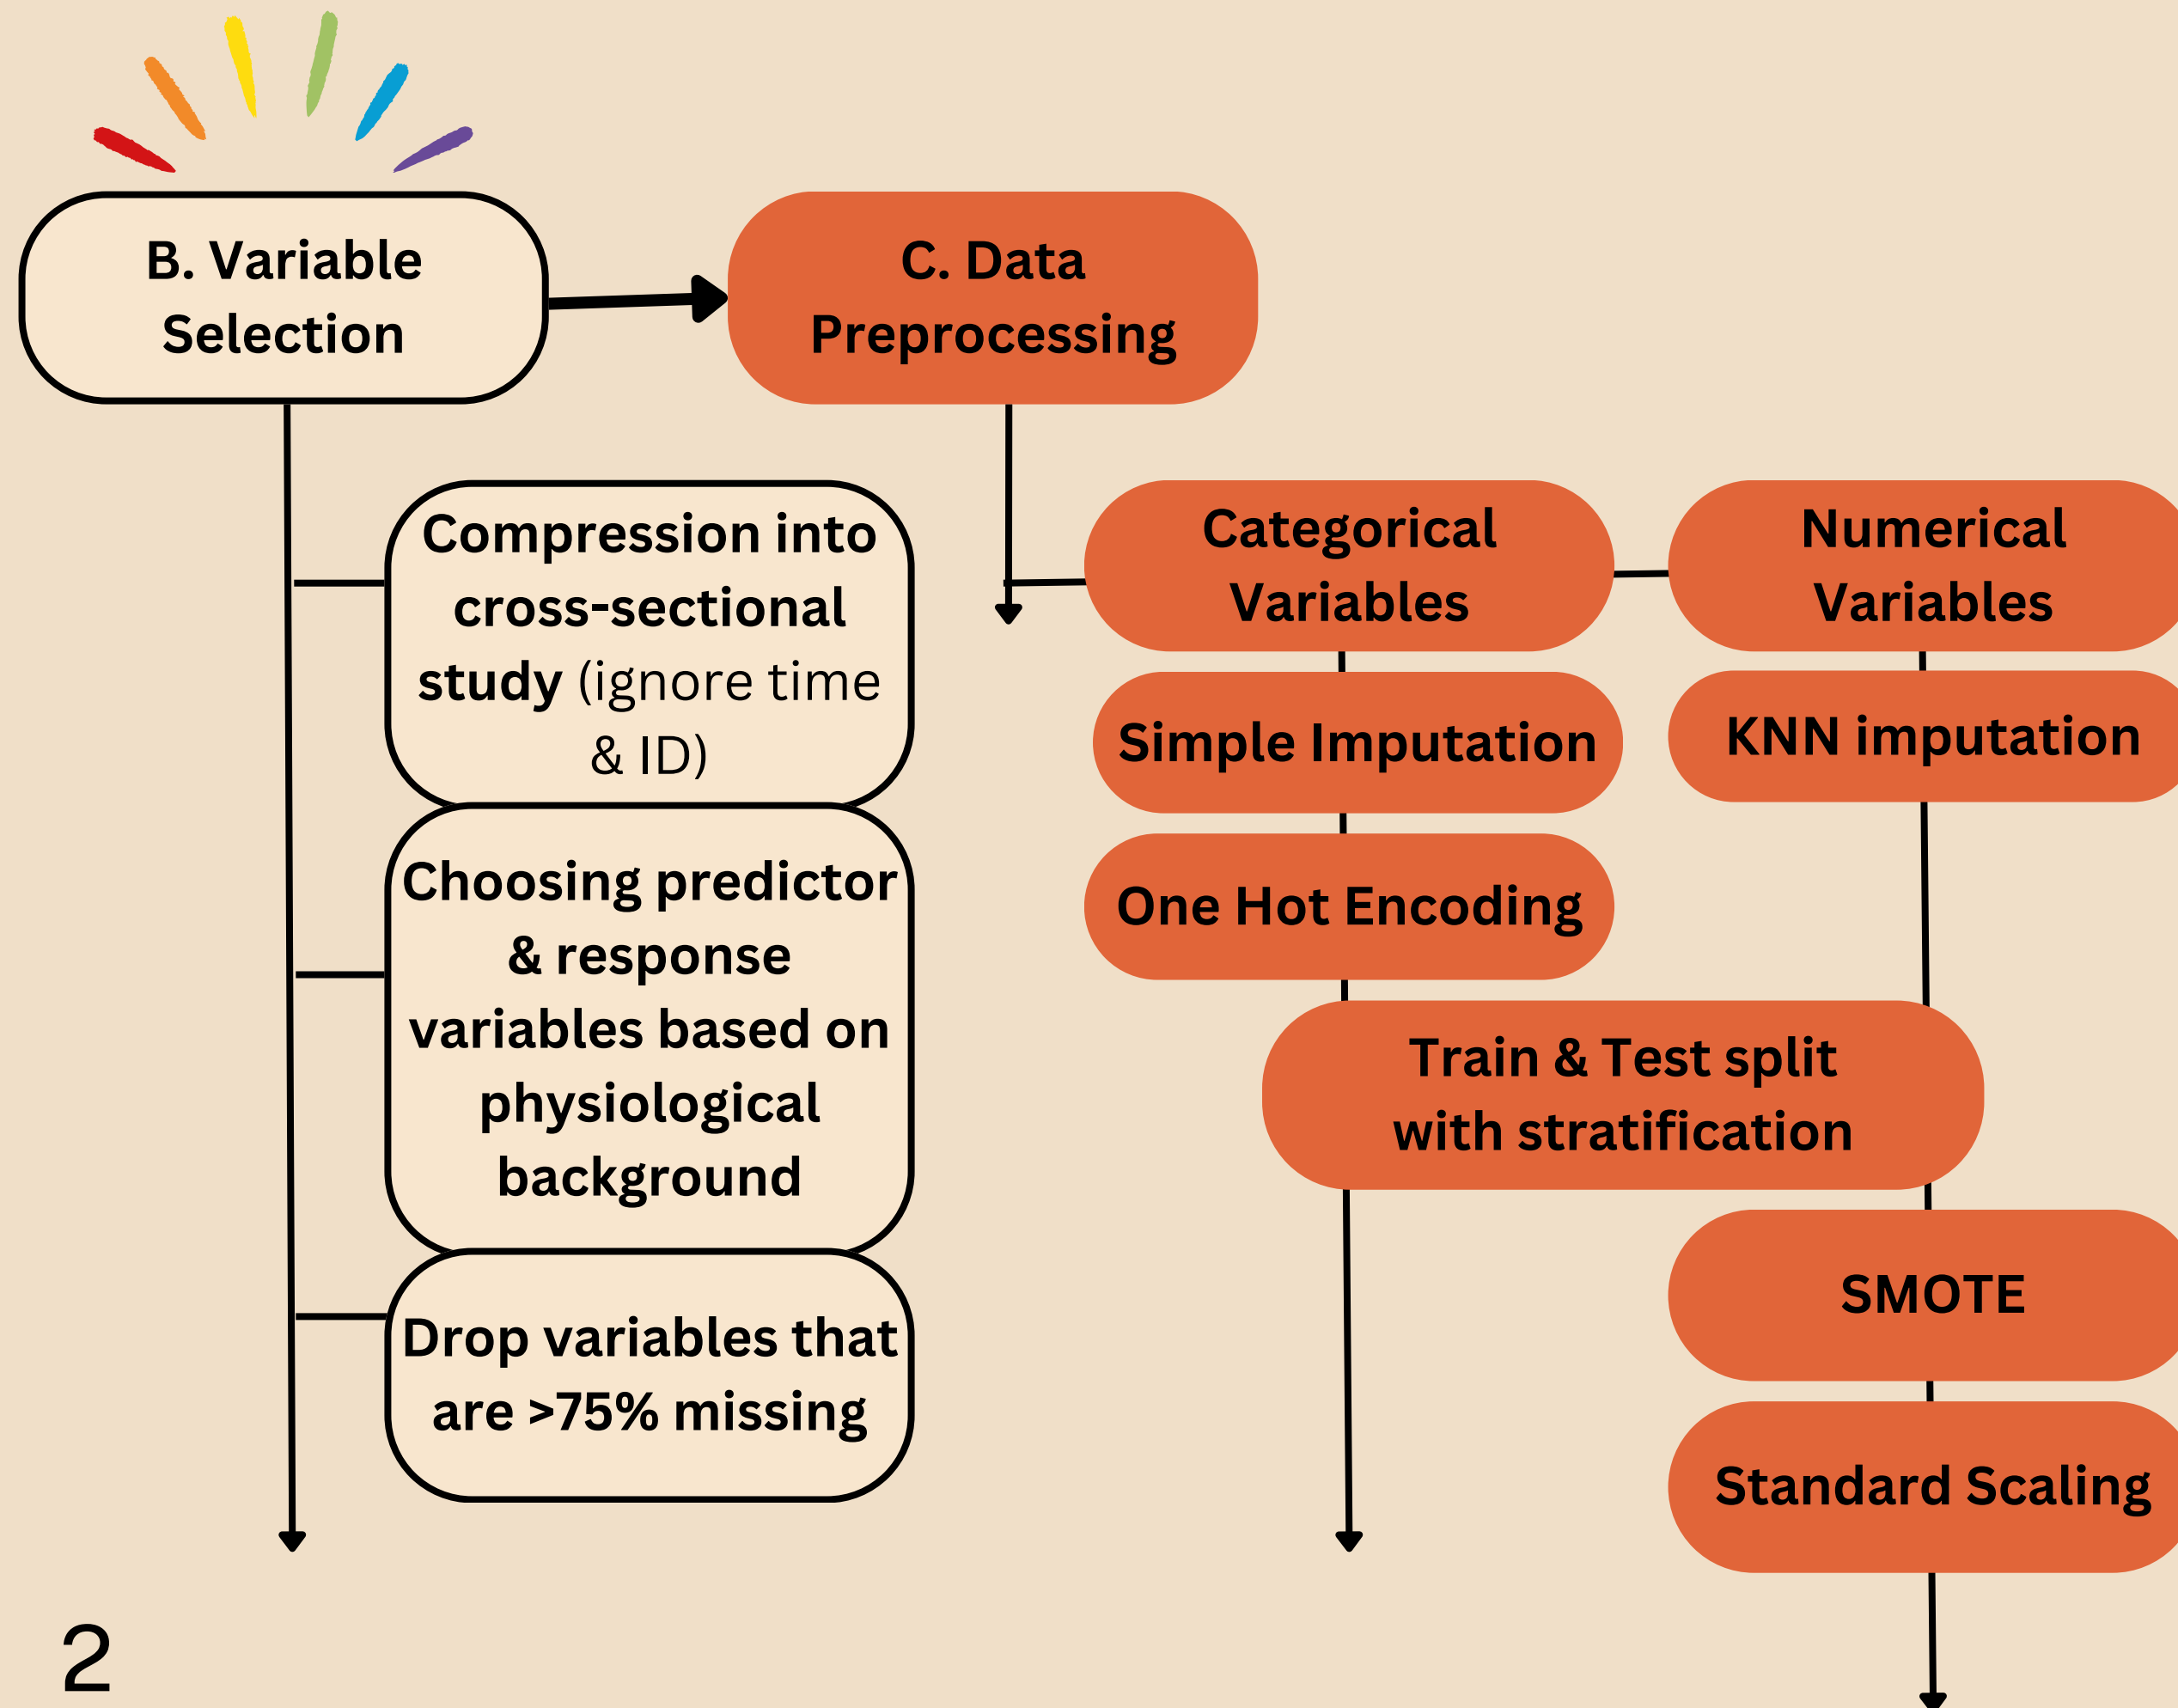 B. Variable
Selection
C. Data
Preprocessing
Compression into
cross-sectional
study (ignore time
& ID)
Choosing predictor
& response
variables based on
physiological
background
Drop variables that
are >75% missing
Categorical
Variables
Simple Imputation
One Hot Encoding
Numerical
Variables
KNN imputation
Train & Test split
with stratification
SMOTE
Standard Scaling
2